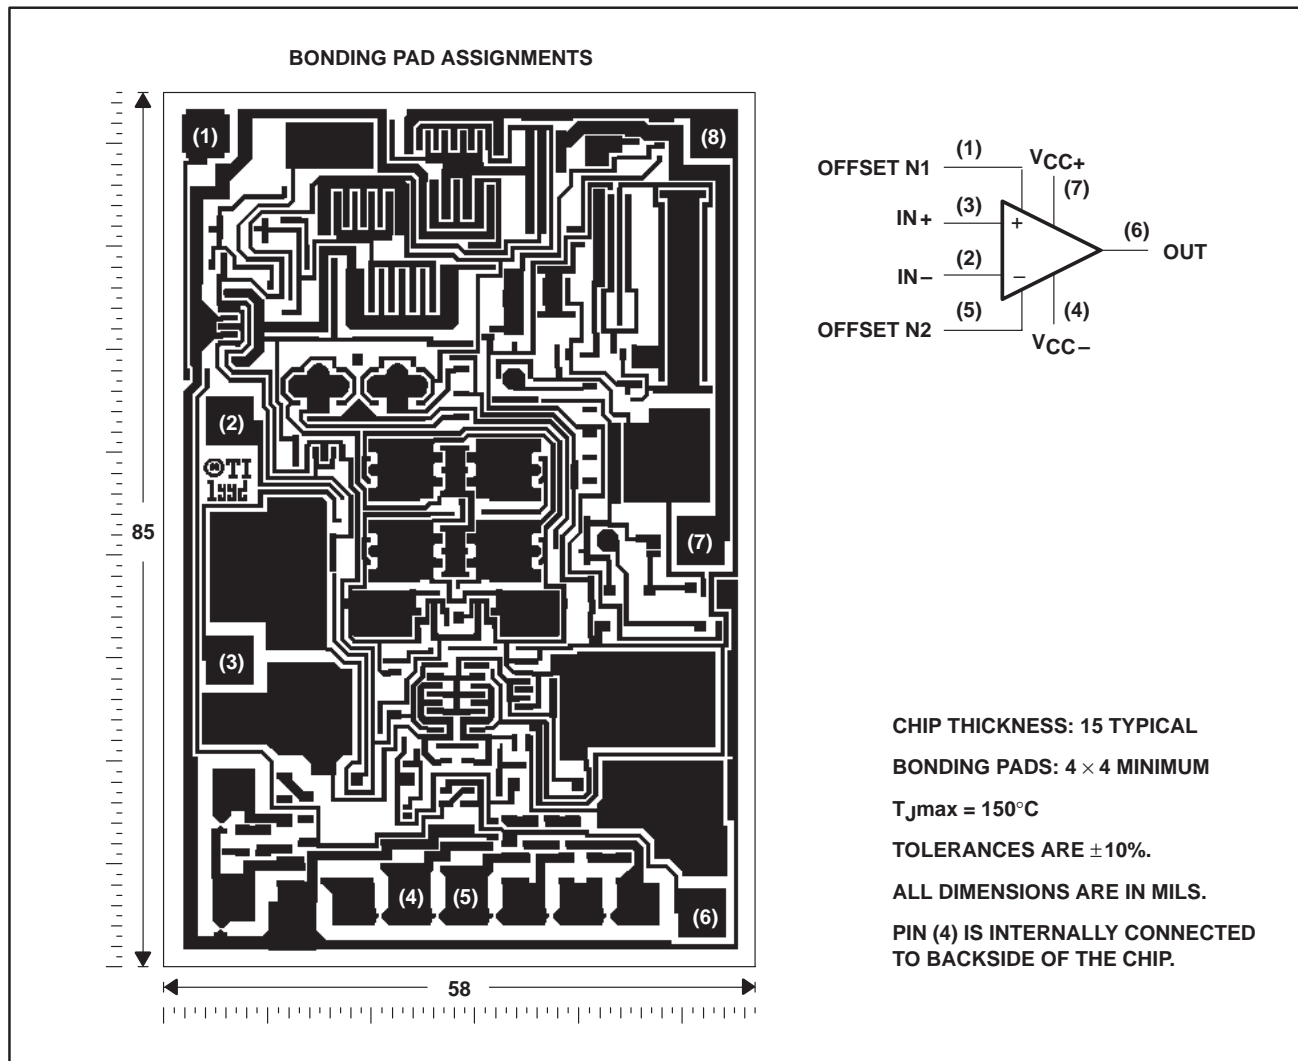 BONDING PAD ASSIGNMENTS
(1)
(8)
(2)
©TI
1992
(7)
(3)
(4)
(5)
(6)
85
58
OFFSET N1
(1)
VCC+
(7)
IN+
(3)
+
(6)
OUT
IN−
(2)
−
OFFSET N2
(5)
(4)
VCC−
CHIP THICKNESS: 15 TYPICAL
BONDING PADS: 4 × 4 MINIMUM
TJmax = 150°C
TOLERANCES ARE ±10%.
ALL DIMENSIONS ARE IN MILS.
PIN (4) IS INTERNALLY CONNECTED
TO BACKSIDE OF THE CHIP.